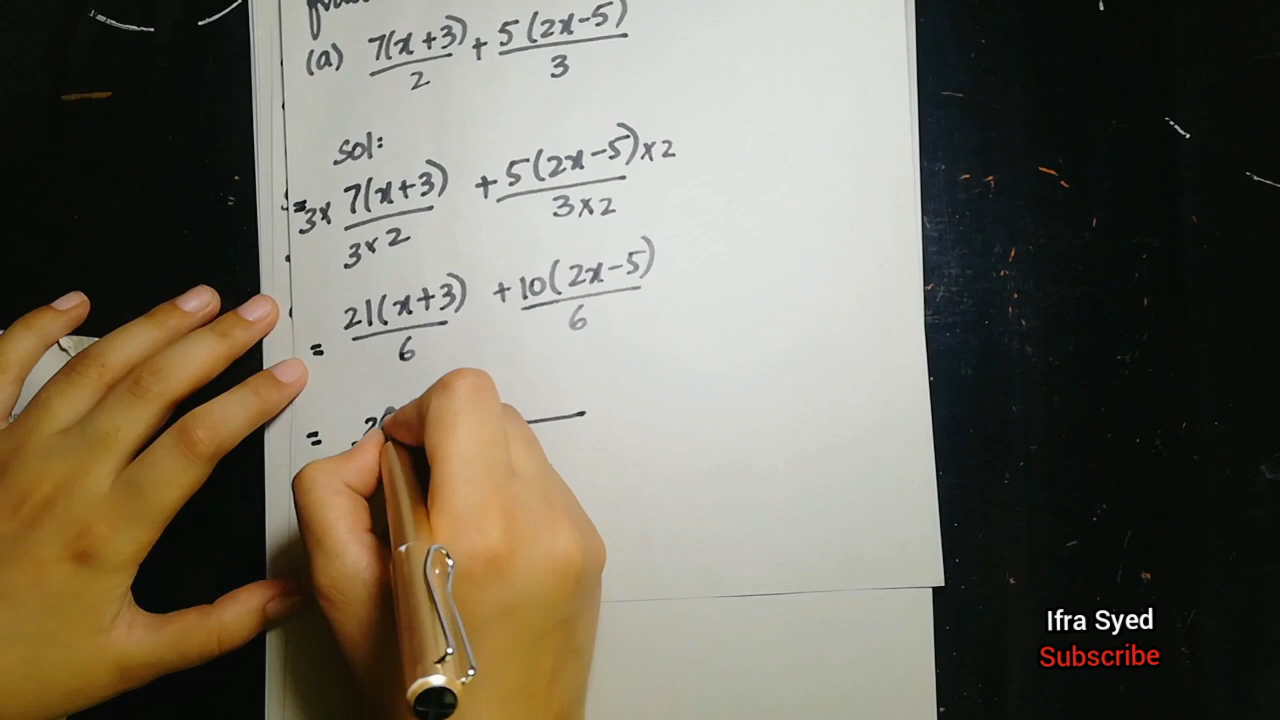 (a) 7(x+3)/2 + 5(2x-5)/3
sol:
= 3× 7(x+3)/3×2 + 5(2x-5)×2/3×2
= 21(x+3)/6 + 10(2x-5)/6
=
Ifra Syed
Subscribe